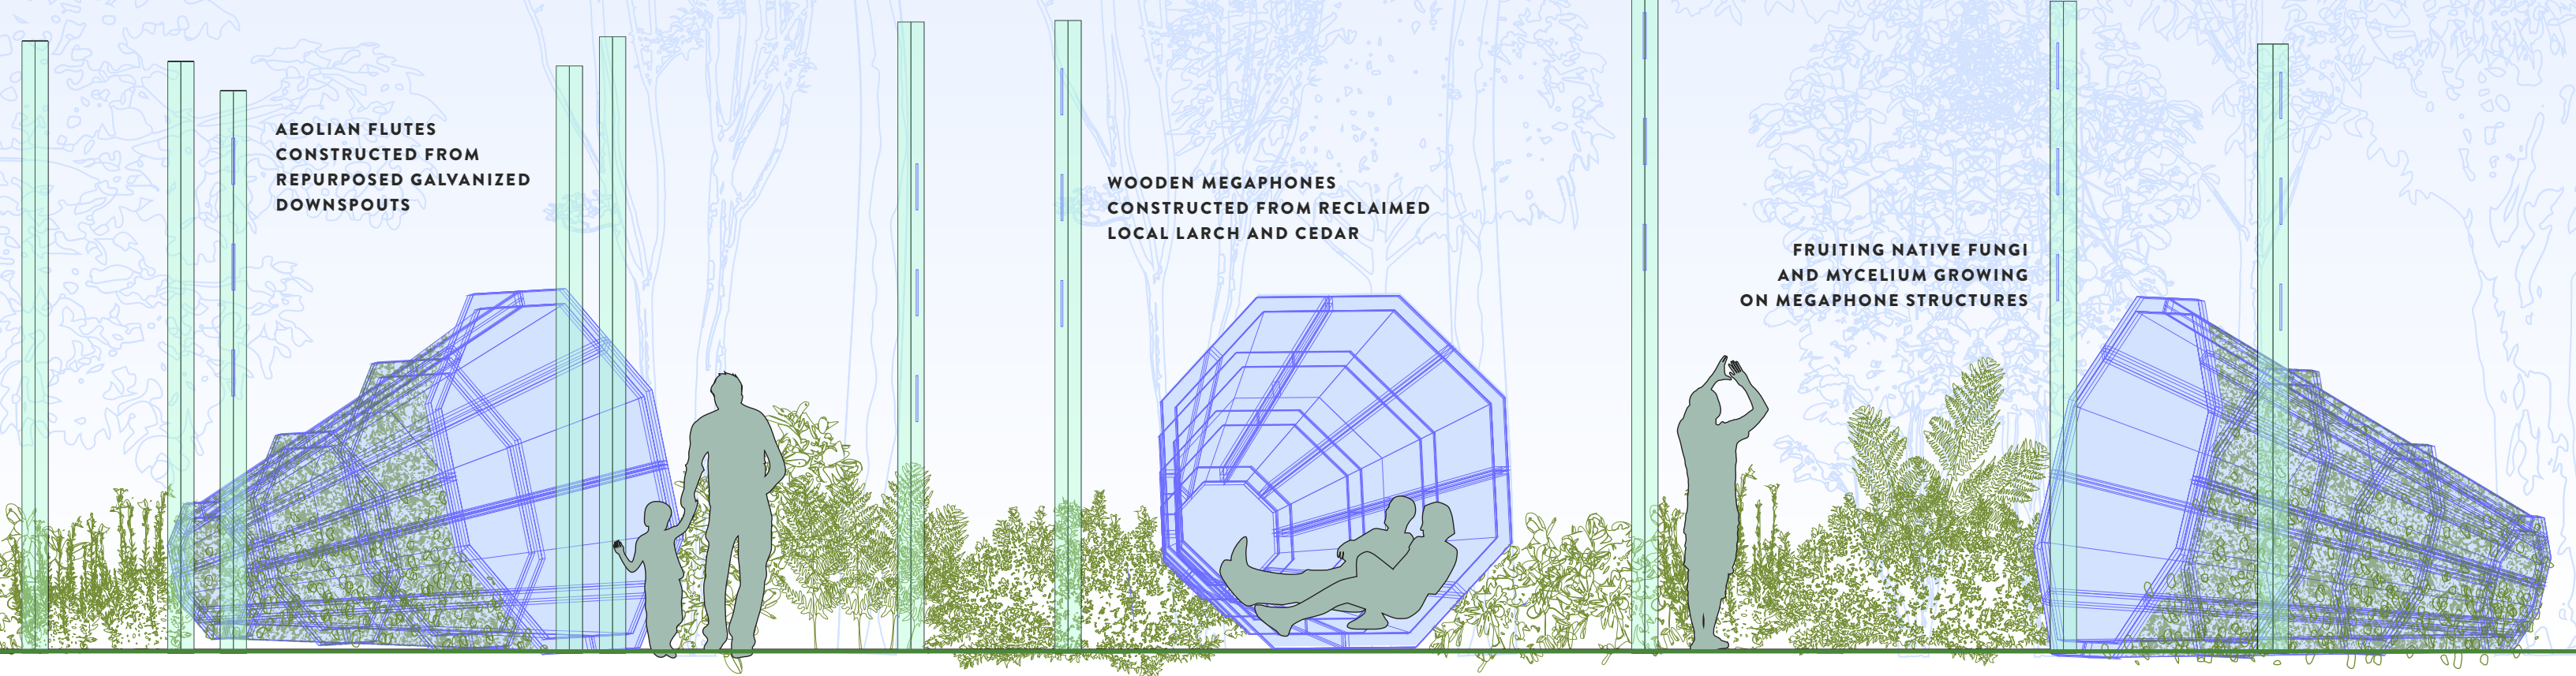 AEOLIAN FLUTES
CONSTRUCTED FROM
REPURPOSED GALVANIZED
DOWNSPOUTS
WOODEN MEGAPHONES
CONSTRUCTED FROM RECLAIMED
LOCAL LARCH AND CEDAR
FRUITING NATIVE FUNGI
AND MYCELIUM GROWING
ON MEGAPHONE STRUCTURES